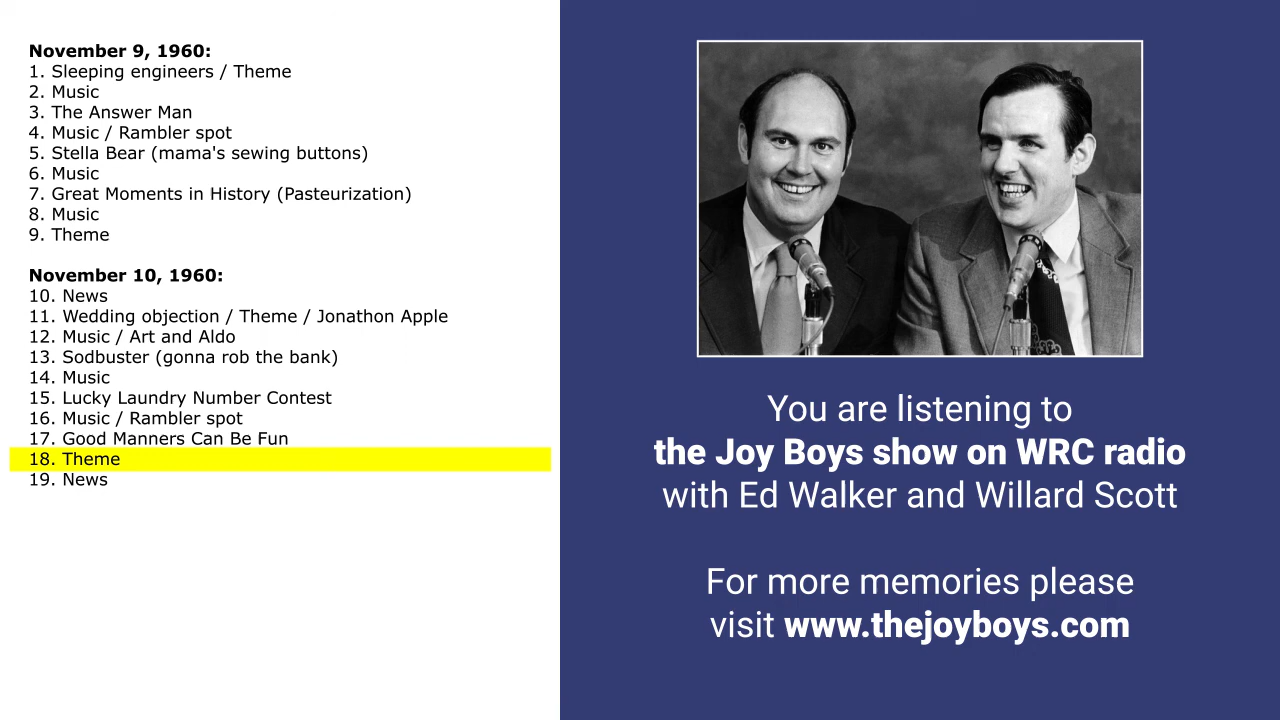 November 9, 1960:
1. Sleeping engineers / Theme
2. Music
3. The Answer Man
4. Music / Rambler spot
5. Stella Bear (mama's sewing buttons)
6. Music
7. Great Moments in History (Pasteurization)
8. Music
9. Theme
November 10, 1960:
10. News
11. Wedding objection / Theme / Jonathon Apple
12. Music / Art and Aldo
13. Sodbuster (gonna rob the bank)
14. Music
15. Lucky Laundry Number Contest
16. Music / Rambler spot
17. Good Manners Can Be Fun
18. Theme
19. News
You are listening to
the Joy Boys show on WRC radio
with Ed Walker and Willard Scott
For more memories please
visit www.thejoyboys.com